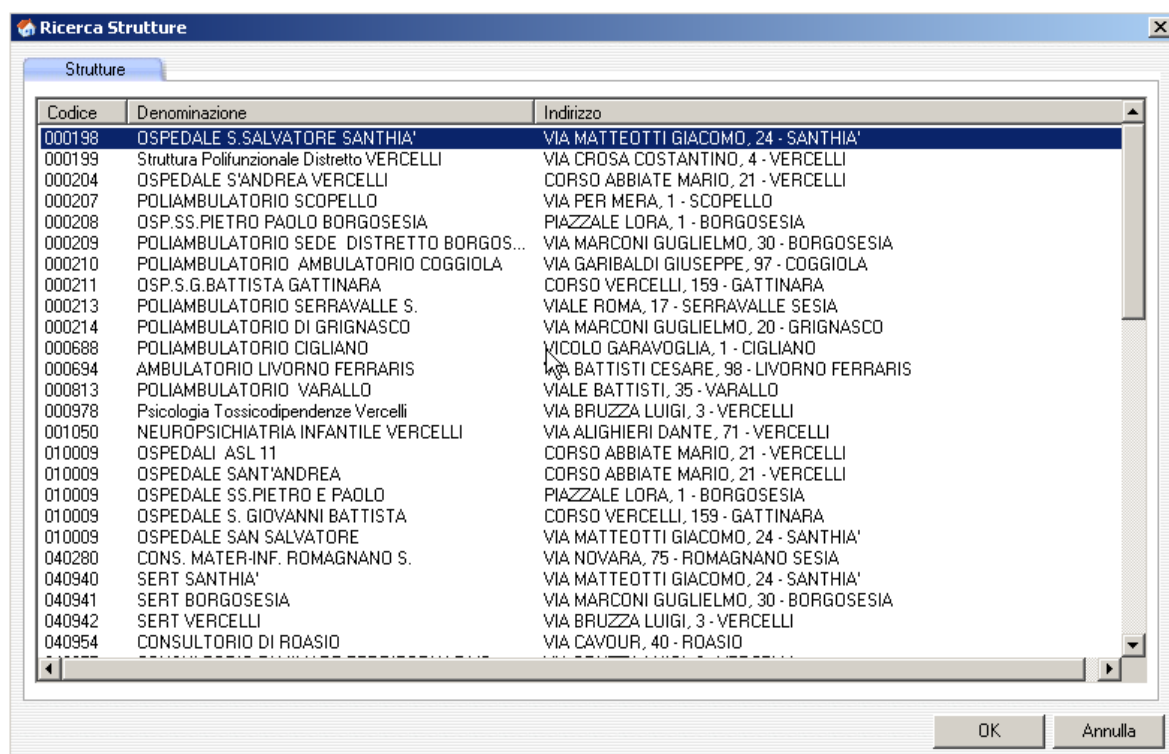 Ricerca Strutture
Strutture
Codice Denominazione Indirizzo
000198 OSPEDALE S.SALVATORE SANTHIA' VIA MATTEOTTI GIACOMO, 24 - SANTHIA'
000199 Struttura Polifunzionale Distretto VERCELLI VIA CROSA COSTANTINO, 4 - VERCELLI
000204 OSPEDALE S'ANDREA VERCELLI CORSO ABBIATE MARIO, 21 - VERCELLI
000207 POLIAMBULATORIO SCOPELLO VIA PER MERA, 1 - SCOPELLO
000208 OSP.SS.PIETRO PAOLO BORGOSESIA PIAZZALE LORA, 1 - BORGOSESIA
000209 POLIAMBULATORIO SEDE DISTRETTO BORGOS... VIA MARCONI GUGLIELMO, 30 - BORGOSESIA
000210 POLIAMBULATORIO AMBULATORIO COGGIOLA VIA GARIBALDI GIUSEPPE, 97 - COGGIOLA
000211 OSP.S.G.BATTISTA GATTINARA CORSO VERCELLI, 159 - GATTINARA
000213 POLIAMBULATORIO SERRAVALLE S. VIALE ROMA, 17 - SERRAVALLE SESIA
000214 POLIAMBULATORIO DI GRIGNASCO VIA MARCONI GUGLIELMO, 20 - GRIGNASCO
000688 POLIAMBULATORIO CIGLIANO VICOLO GARAVOGLIA, 1 - CIGLIANO
000694 AMBULATORIO LIVORNO FERRARIS VIA BATTISTI CESARE, 98 - LIVORNO FERRARIS
000813 POLIAMBULATORIO VARALLO VIALE BATTISTI, 35 - VARALLO
000978 Psicologia Tossicodipendenze Vercelli VIA BRUZZA LUIGI, 3 - VERCELLI
001050 NEUROPSICHIATRIA INFANTILE VERCELLI VIA ALIGHIERI DANTE, 71 - VERCELLI
010009 OSPEDALI ASL 11 CORSO ABBIATE MARIO, 21 - VERCELLI
010009 OSPEDALE SANT'ANDREA CORSO ABBIATE MARIO, 21 - VERCELLI
010009 OSPEDALE SS.PIETRO E PAOLO PIAZZALE LORA, 1 - BORGOSESIA
010009 OSPEDALE S. GIOVANNI BATTISTA CORSO VERCELLI, 159 - GATTINARA
010009 OSPEDALE SAN SALVATORE VIA MATTEOTTI GIACOMO, 24 - SANTHIA'
040280 CONS. MATER-INF. ROMAGNANO S. VIA NOVARA, 75 - ROMAGNANO SESIA
040940 SERT SANTHIA' VIA MATTEOTTI GIACOMO, 24 - SANTHIA'
040941 SERT BORGOSESIA VIA MARCONI GUGLIELMO, 30 - BORGOSESIA
040942 SERT VERCELLI VIA BRUZZA LUIGI, 3 - VERCELLI
040954 CONSULTORIO DI ROASIO VIA CAVOUR, 40 - ROASIO
OK Annulla